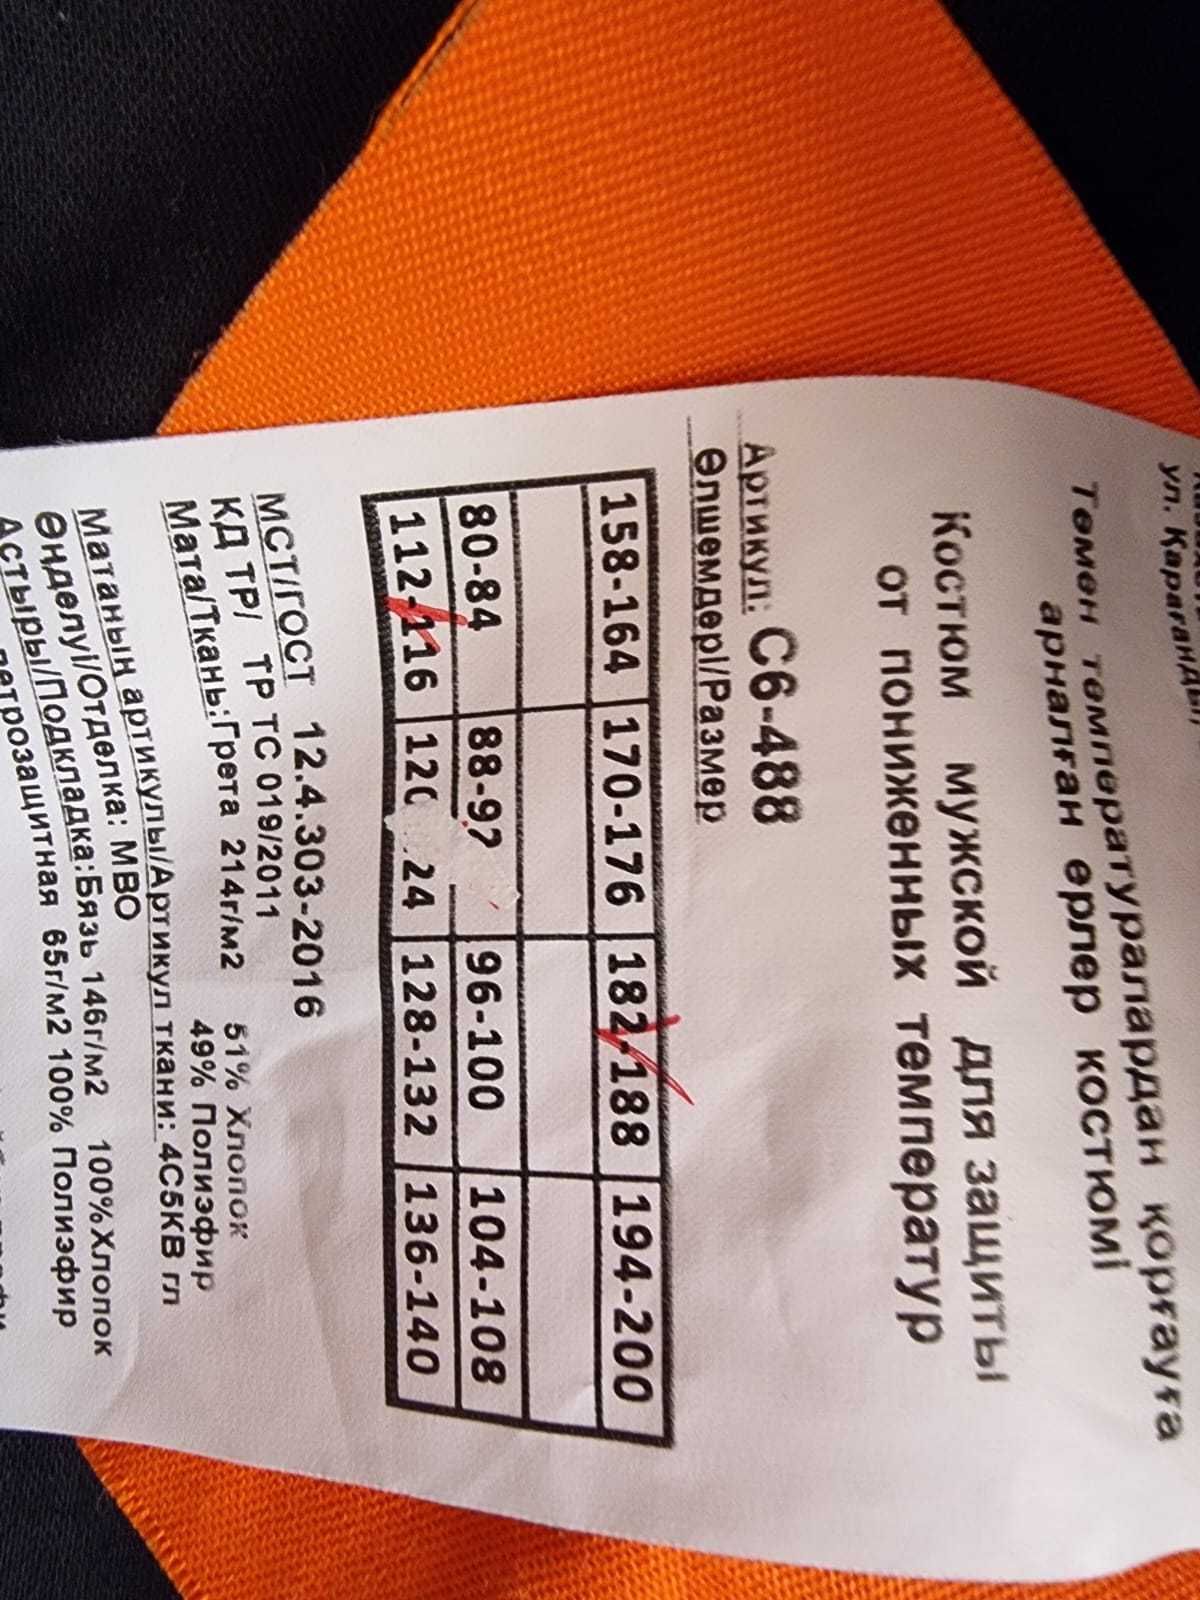 ул. Караганды
Төмен температуралардан қорғауға
арналған ерлер костюмі
Костюм мужской для защиты
от пониженных температур
Артикул: С6-488
Өлшемдері/Размер
158-164 170-176 182-188 194-200
80-84 88-92 96-100 104-108
112-116 120 24 128-132 136-140
МСТ/ГОСТ 12.4.303-2016
КД ТР/ ТР ТС 019/2011
Мата/Ткань:Грета 214г/м2 51% Хлопок
49% Полиэфир
Матаның артикулы/Артикул ткани: 4С5КВ гл
Өңделуі/Отделка: МВО
Астыры/Подкладка:Бязь 146г/м2 100%Хлопок
65г/м2 100% Полиэфир